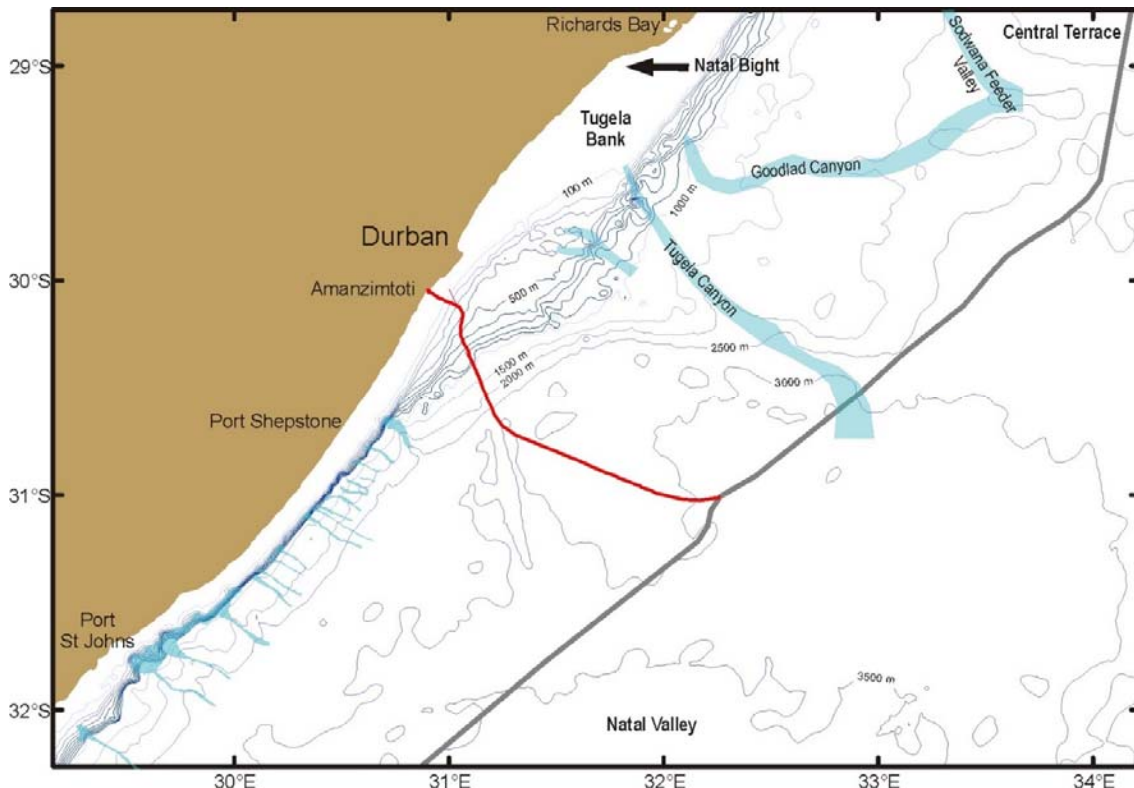 Richards Bay
Central Terrace
Sodwana Feeder
Valley
29°S
Natal Bight
Tugela
Bank
Goodlad Canyon
100 m
1000 m
Durban
Tugela Canyon
30°S
Amanzimtoti
500 m
2500 m
1500 m
2000 m
3000 m
Port Shepstone
31°S
Port
St Johns
3500 m
32°S
Natal Valley
30°E
31°E
32°E
33°E
34°E